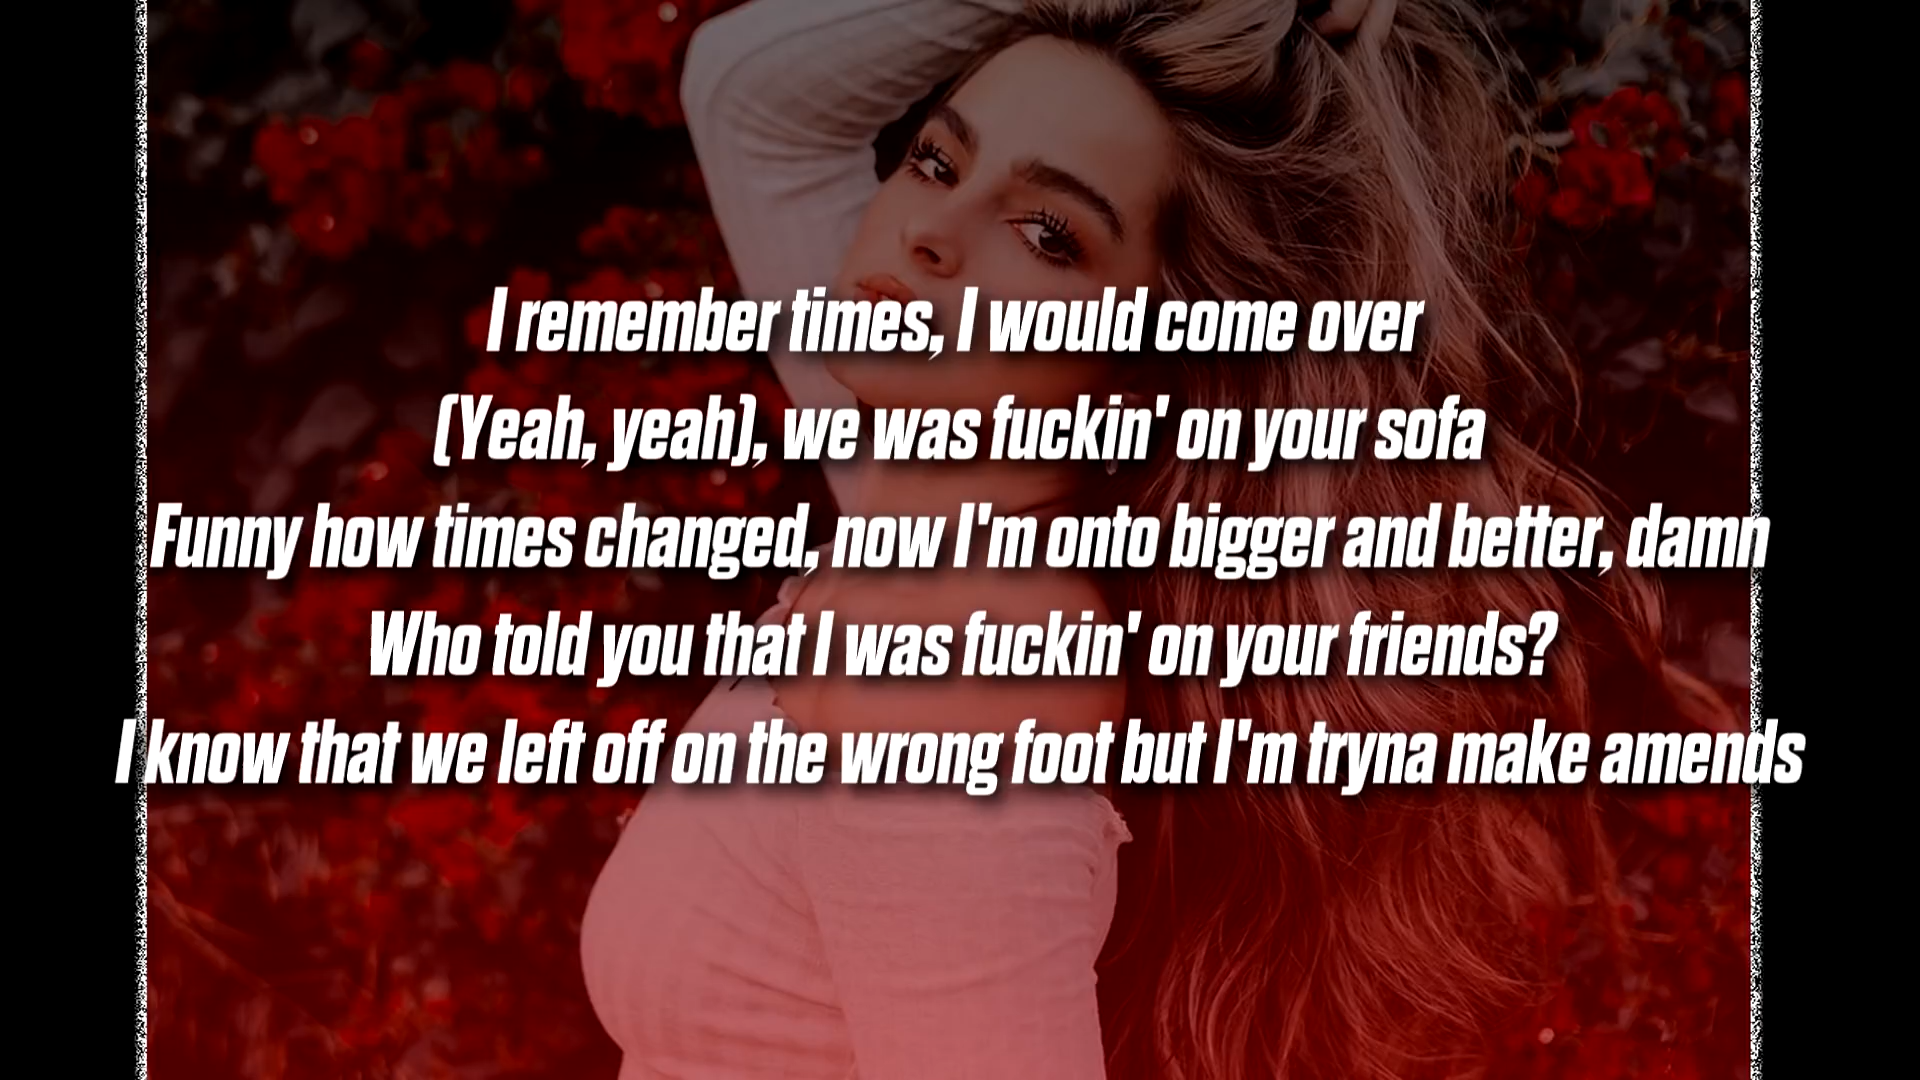 I remember times, I would come over
(Yeah, yeah), we was fuckin' on your sofa
Funny how times changed, now I'm onto bigger and better, damn
Who told you that I was fuckin' on your friends?
I know that we left off on the wrong foot but I'm tryna make amends